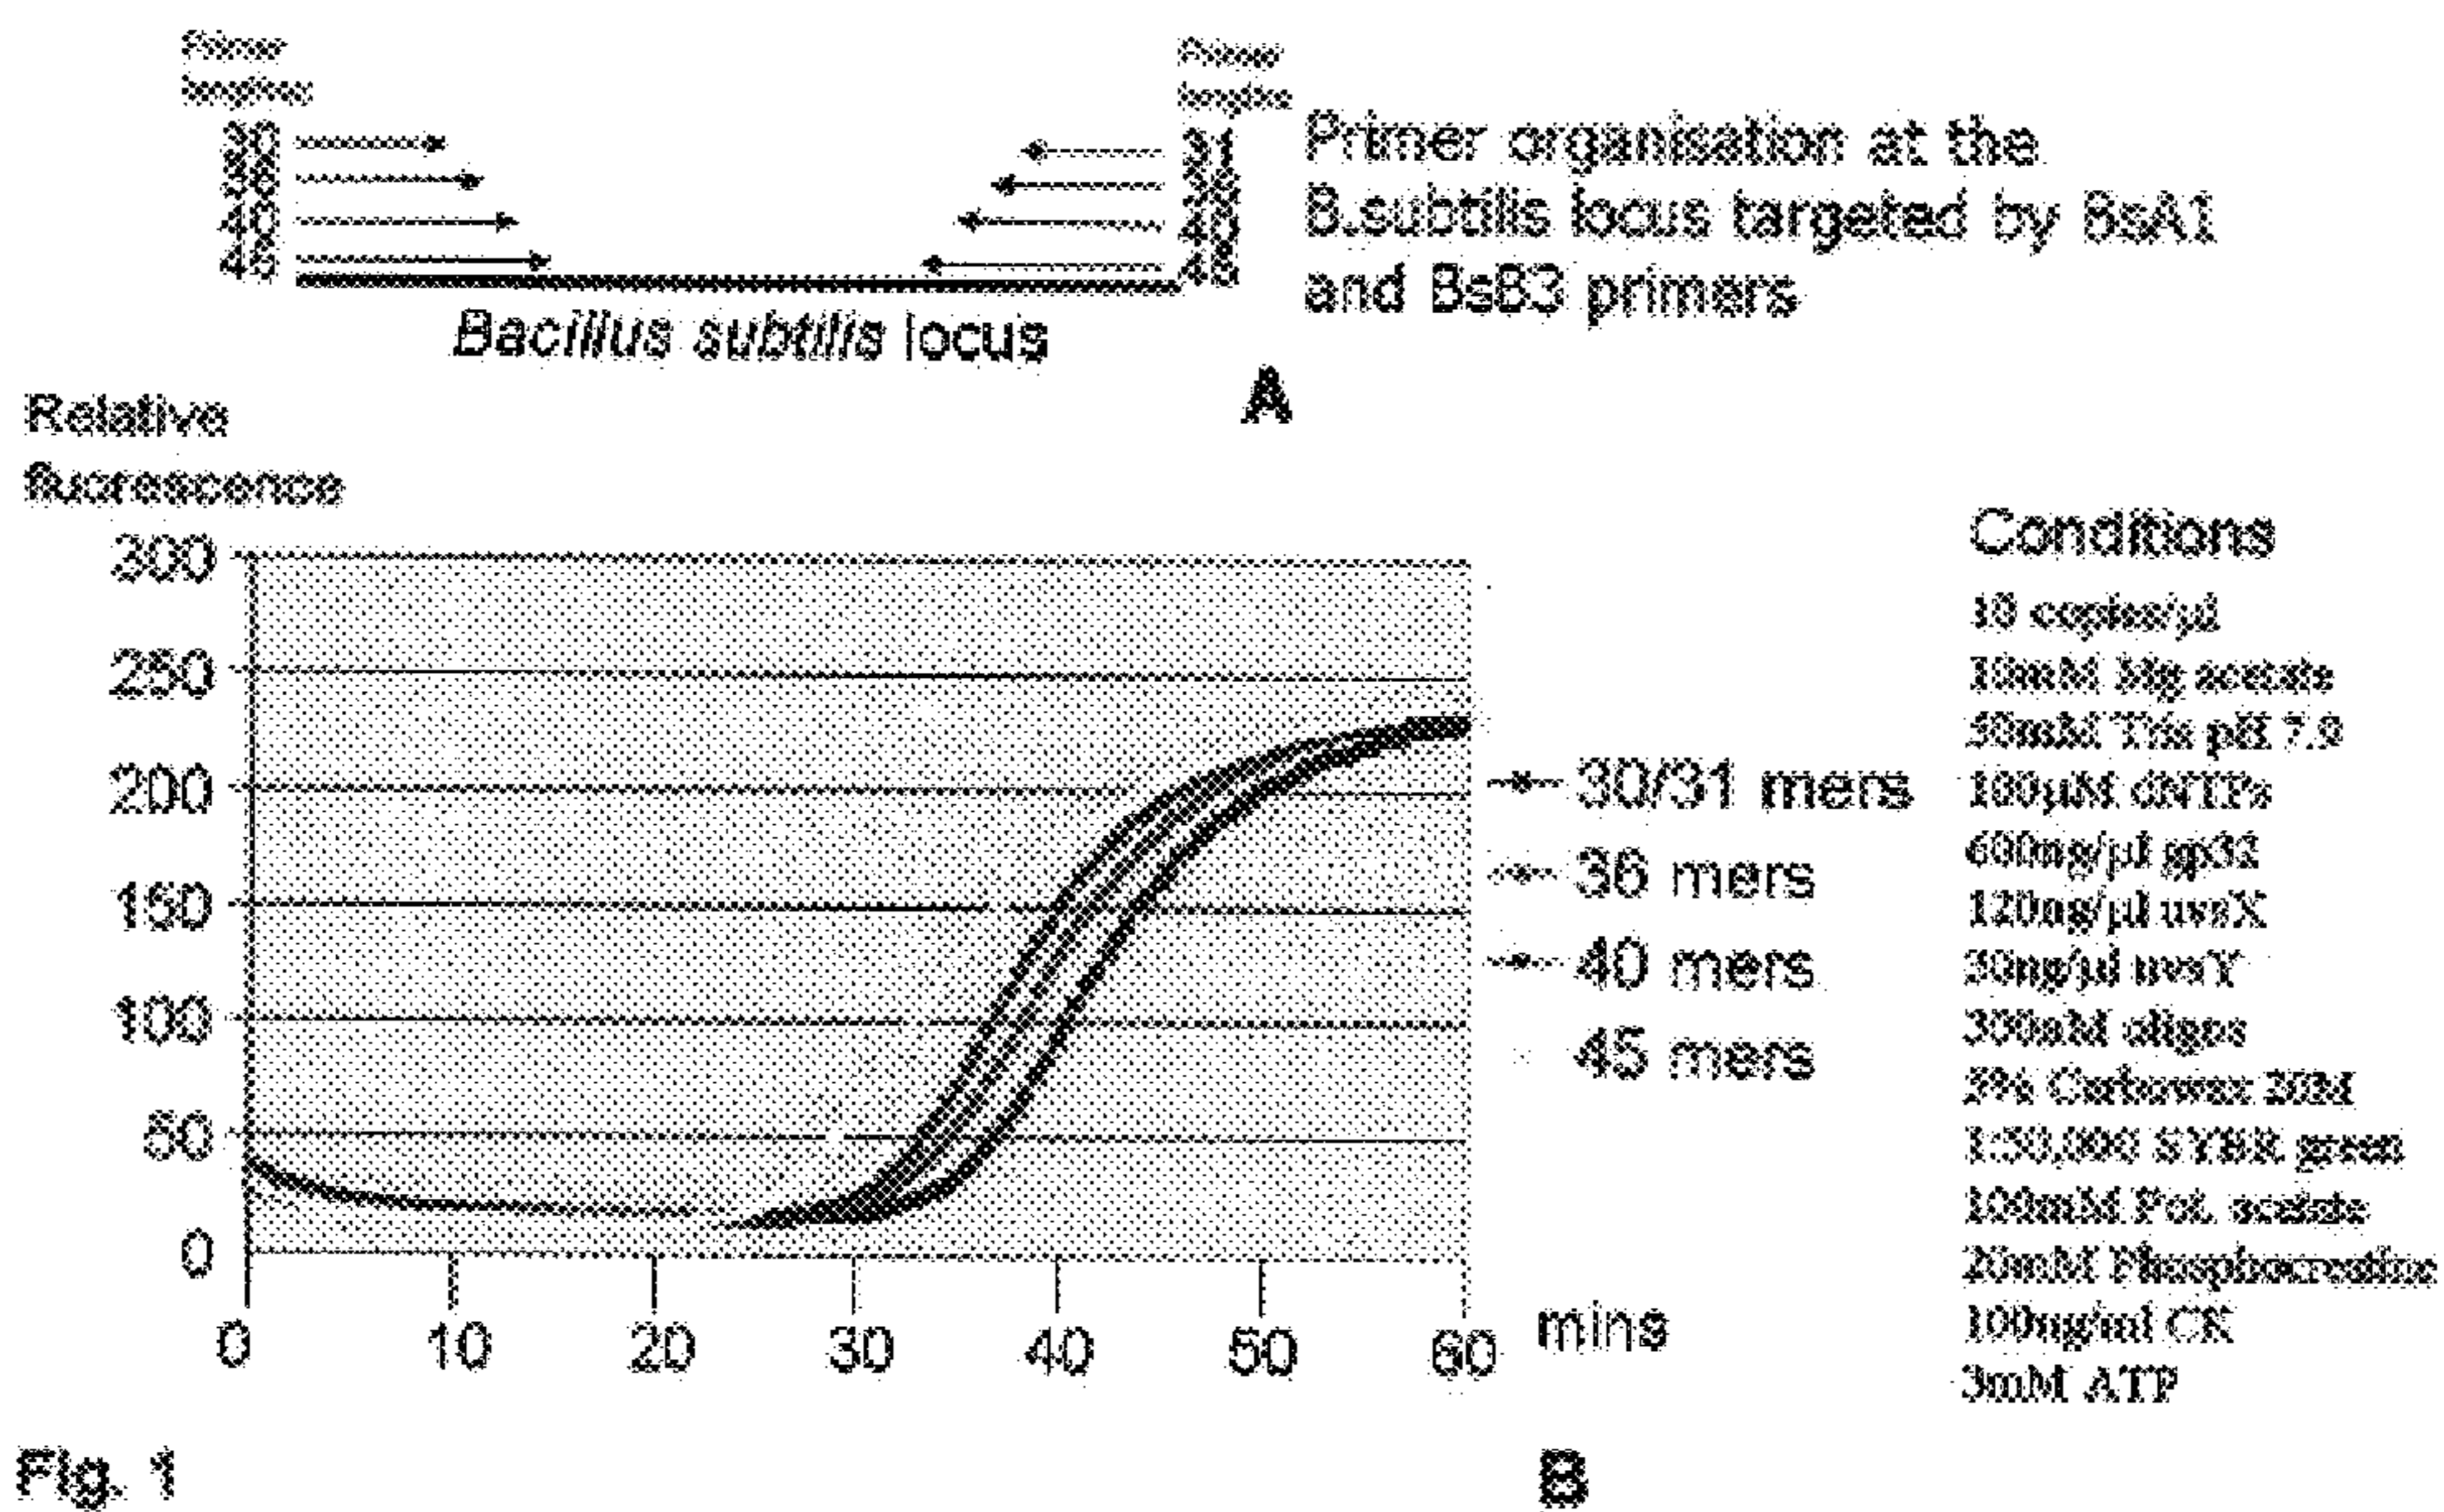 Primer
lengths
30
36
40
45
Primer
lengths
31
36
40
45
Primer organisation at the
B.subtilis locus targeted by BsA1
and BsB3 primers
Bacillus subtilis locus
A
Relative
fluorescence
300
250
200
150
100
50
0
0 10 20 30 40 50 60 mins
30/31 mers
36 mers
40 mers
45 mers
Conditions
10 copies/µl
10mM Mg acetate
50mM Tris pH 7.9
100µM dNTPs
600ng/µl gp32
120ng/µl uvsX
30ng/µl uvsY
300nM oligos
5% Carbowax 20M
1:50,000 SYBR green
100mM Pot. acetate
20mM Phosphocreatine
100ng/ml CK
3mM ATP
Fig. 1
B